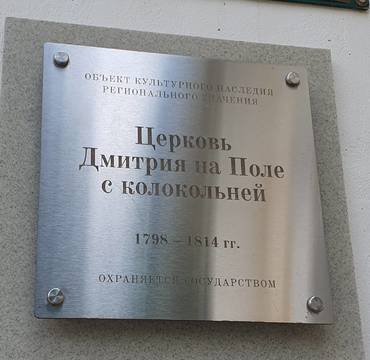 ОБЪЕКТ КУЛЬТУРНОГО НАСЛЕДИЯ
РЕГИОНАЛЬНОГО ЗНАЧЕНИЯ
Церковь
Дмитрия на Поле
с колокольней
1798 – 1814 гг.
ОХРАНЯЕТСЯ ГОСУДАРСТВОМ